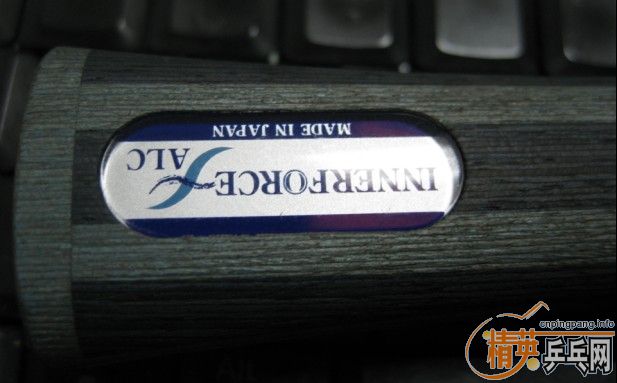 INNERFORCE
ALC
MADE IN JAPAN
cnpingpang.info
精英乒乓网